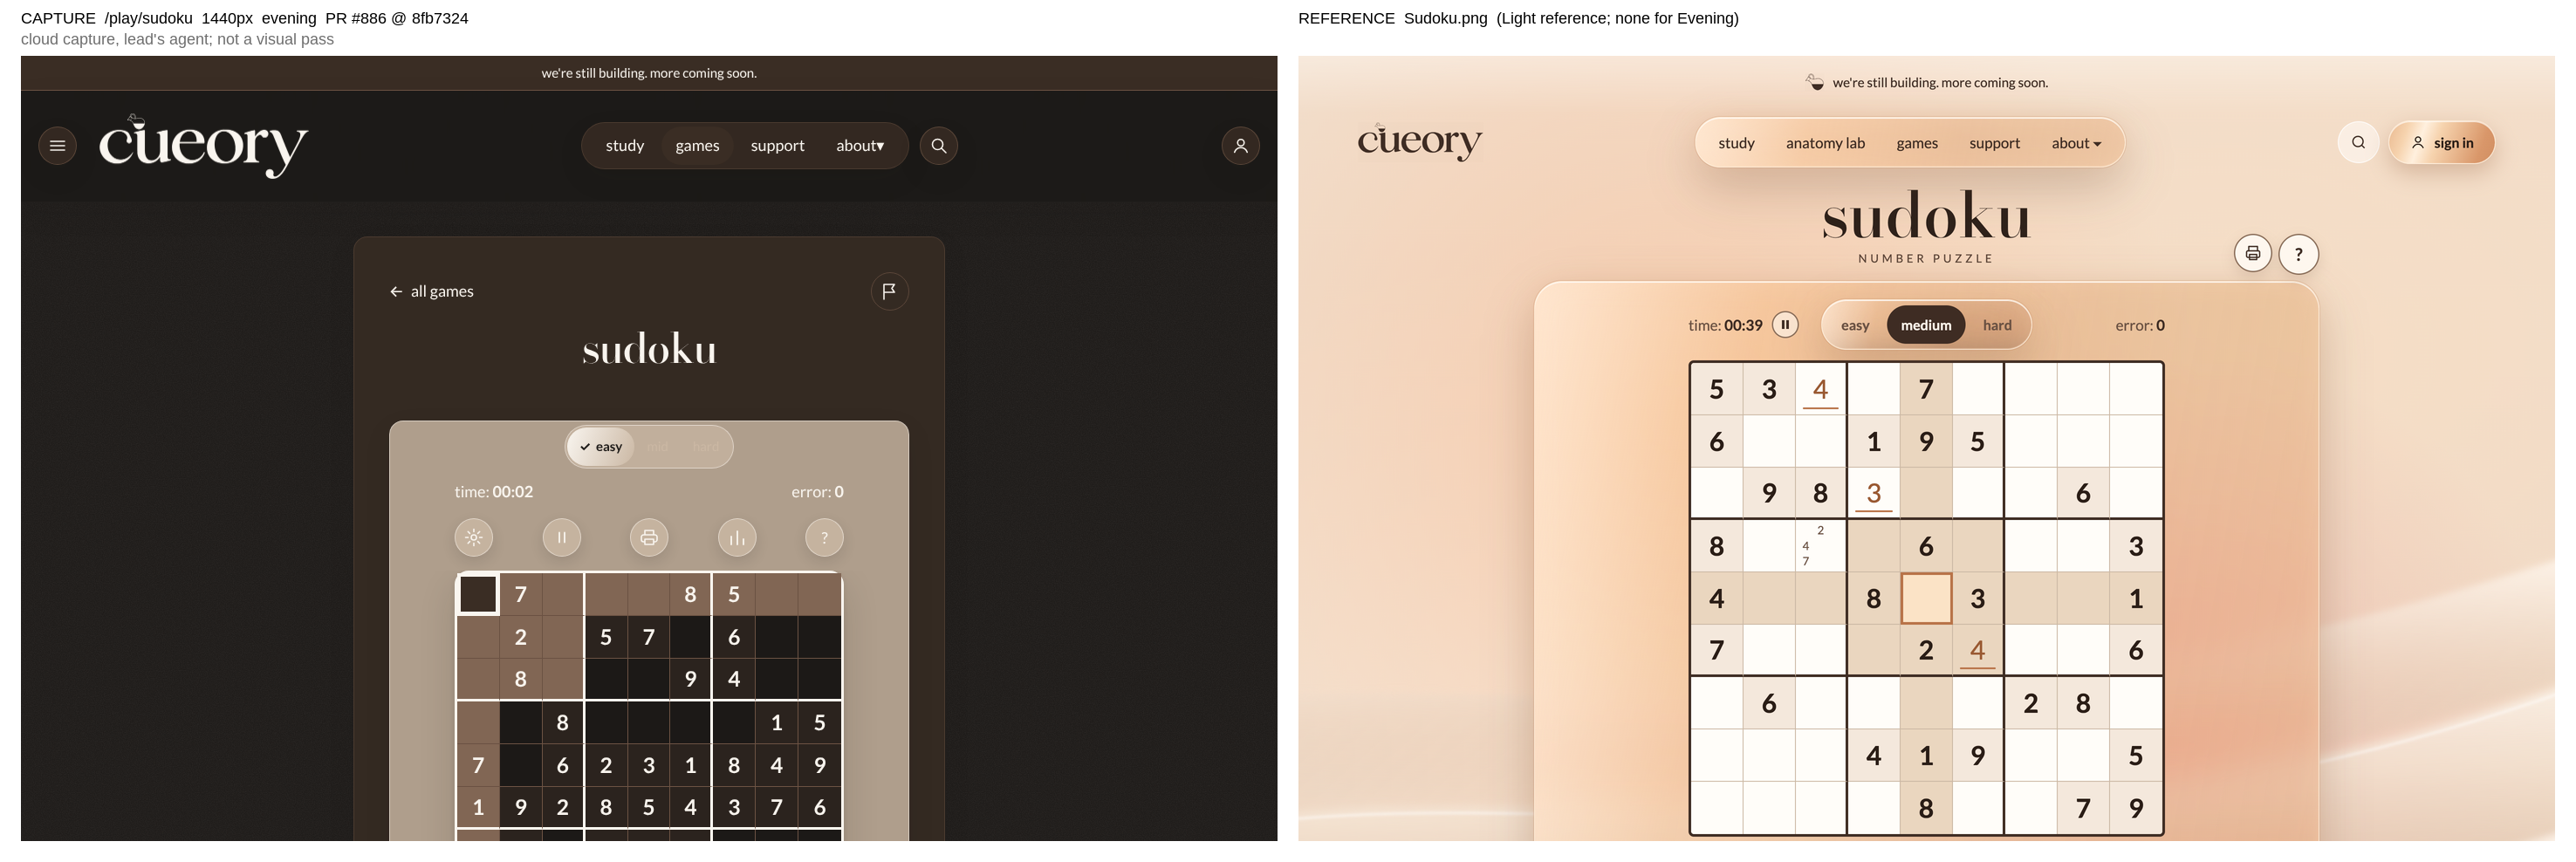 CAPTURE /play/sudoku 1440px evening PR #886 @ 8fb7324
cloud capture, lead's agent; not a visual pass
we're still building. more coming soon.
cueory
study games support about▾
← all games
sudoku
✓ easy mid hard
time: 00:02 error: 0
?
7 8 5
2 5 7 6
8 9 4
8 1 5
7 6 2 3 1 8 4 9
1 9 2 8 5 4 3 7 6
REFERENCE Sudoku.png (Light reference; none for Evening)
we're still building. more coming soon.
cueory
study anatomy lab games support about ▾
sign in
sudoku
NUMBER PUZZLE
?
time: 00:39 easy medium hard error: 0
5 3 4 7
6 1 9 5
9 8 3 6
2
8 4 6 3
7
4 8 3 1
7 2 4 6
6 2 8
4 1 9 5
8 7 9